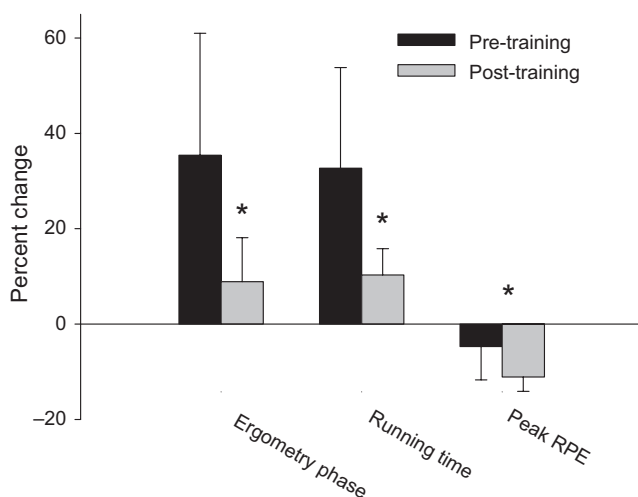 Percent change
60
40
20
0
–20
Pre-training
Post-training
*
*
*
Ergometry phase
Running time
Peak RPE